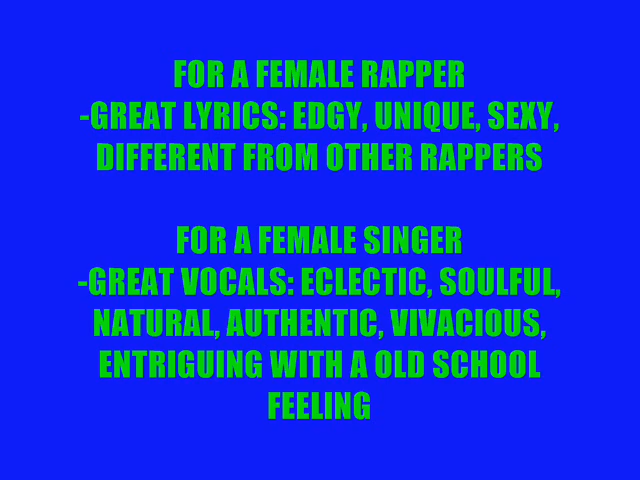 FOR A FEMALE RAPPER
-GREAT LYRICS: EDGY, UNIQUE, SEXY,
DIFFERENT FROM OTHER RAPPERS
FOR A FEMALE SINGER
-GREAT VOCALS: ECLECTIC, SOULFUL,
NATURAL, AUTHENTIC, VIVACIOUS,
ENTRIGUING WITH A OLD SCHOOL
FEELING